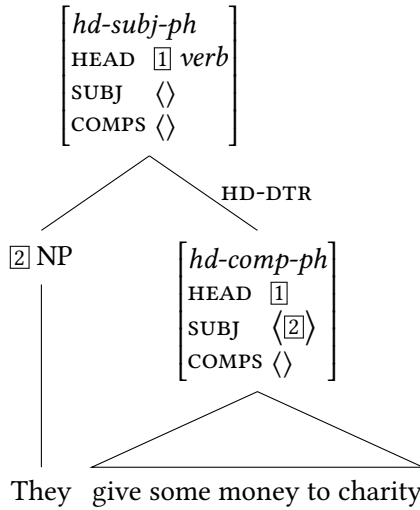 hd-subj-ph
HEAD 1 verb
SUBJ ⟨⟩
COMPS ⟨⟩
HD-DTR
2 NP
hd-comp-ph
HEAD 1
SUBJ ⟨2⟩
COMPS ⟨⟩
They give some money to charity